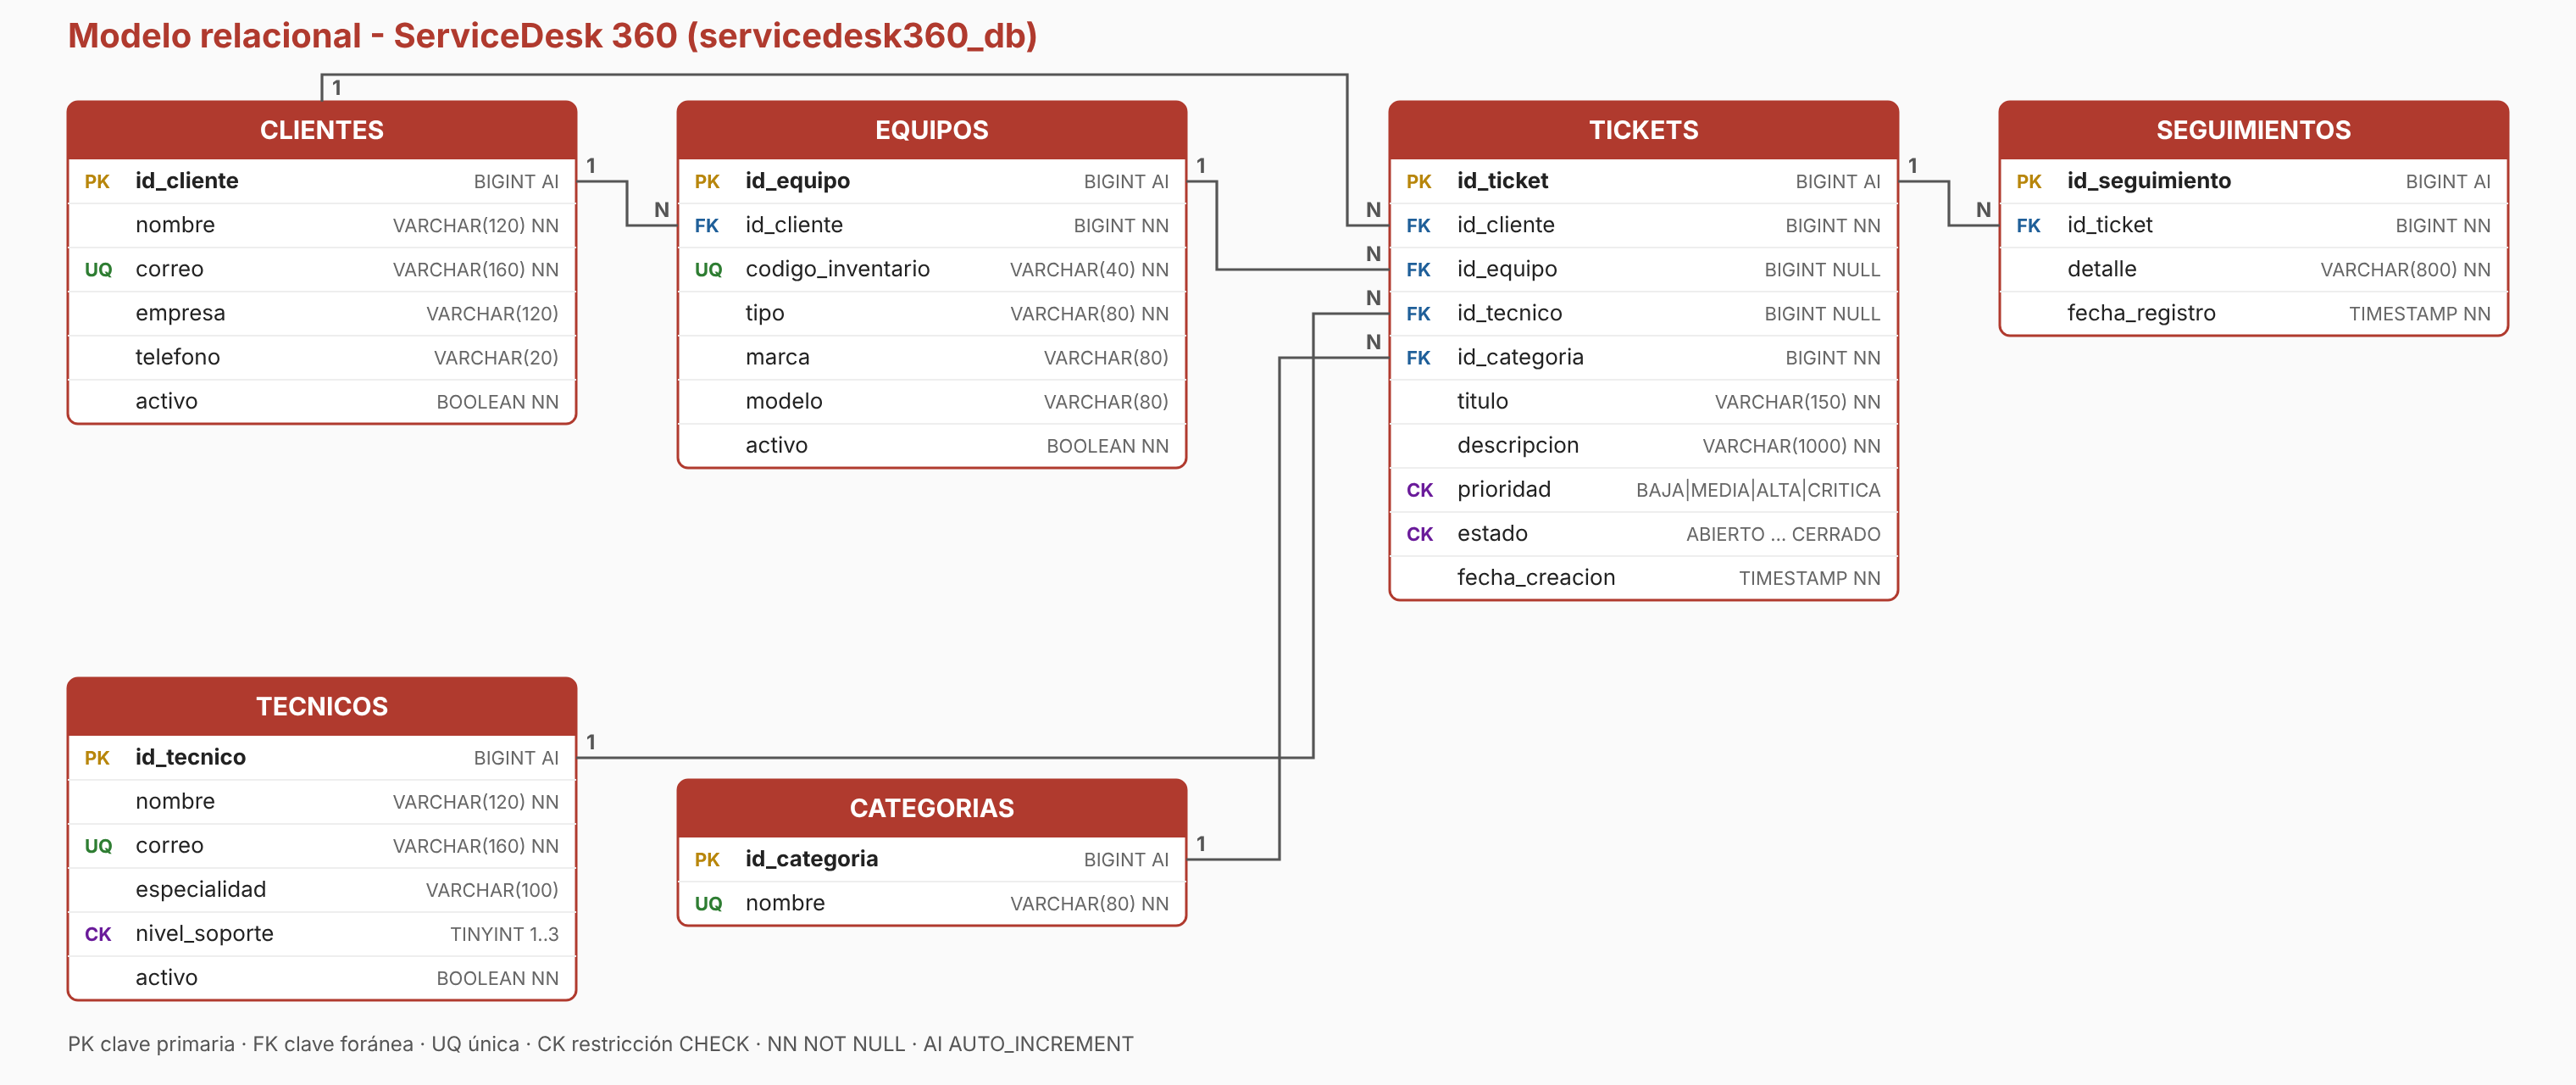 Modelo relacional - ServiceDesk 360 (servicedesk360_db)
1
CLIENTES
PK id_cliente BIGINT AI
nombre VARCHAR(120) NN
UQ correo VARCHAR(160) NN
empresa VARCHAR(120)
telefono VARCHAR(20)
activo BOOLEAN NN
1
N
EQUIPOS
PK id_equipo BIGINT AI
FK id_cliente BIGINT NN
UQ codigo_inventario VARCHAR(40) NN
tipo VARCHAR(80) NN
marca VARCHAR(80)
modelo VARCHAR(80)
activo BOOLEAN NN
1
N
N
N
N
TICKETS
PK id_ticket BIGINT AI
FK id_cliente BIGINT NN
FK id_equipo BIGINT NULL
FK id_tecnico BIGINT NULL
FK id_categoria BIGINT NN
titulo VARCHAR(150) NN
descripcion VARCHAR(1000) NN
CK prioridad BAJA|MEDIA|ALTA|CRITICA
CK estado ABIERTO ... CERRADO
fecha_creacion TIMESTAMP NN
1
N
SEGUIMIENTOS
PK id_seguimiento BIGINT AI
FK id_ticket BIGINT NN
detalle VARCHAR(800) NN
fecha_registro TIMESTAMP NN
TECNICOS
PK id_tecnico BIGINT AI
nombre VARCHAR(120) NN
UQ correo VARCHAR(160) NN
especialidad VARCHAR(100)
CK nivel_soporte TINYINT 1..3
activo BOOLEAN NN
1
CATEGORIAS
PK id_categoria BIGINT AI
UQ nombre VARCHAR(80) NN
1
PK clave primaria · FK clave foránea · UQ única · CK restricción CHECK · NN NOT NULL · AI AUTO_INCREMENT